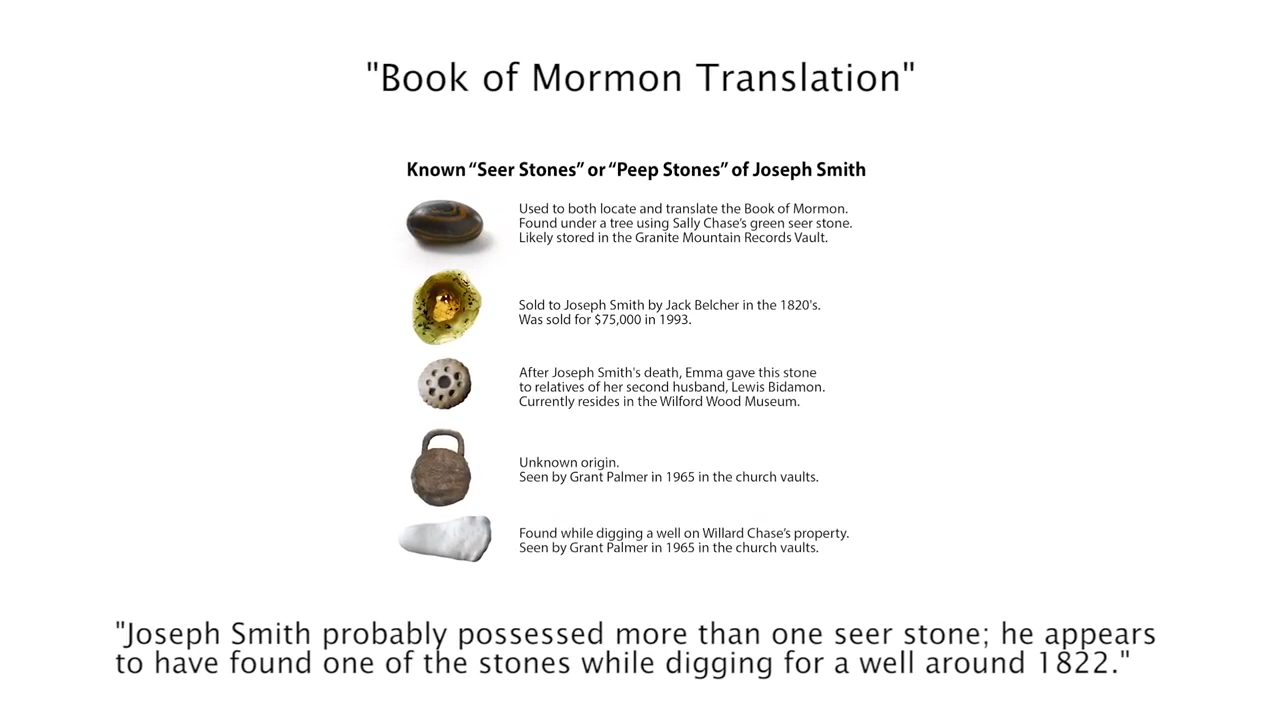 "Book of Mormon Translation"
Known “Seer Stones” or “Peep Stones” of Joseph Smith
Used to both locate and translate the Book of Mormon.
Found under a tree using Sally Chase’s green seer stone.
Likely stored in the Granite Mountain Records Vault.
Sold to Joseph Smith by Jack Belcher in the 1820's.
Was sold for $75,000 in 1993.
After Joseph Smith's death, Emma gave this stone
to relatives of her second husband, Lewis Bidamon.
Currently resides in the Wilford Wood Museum.
Unknown origin.
Seen by Grant Palmer in 1965 in the church vaults.
Found while digging a well on Willard Chase’s property.
Seen by Grant Palmer in 1965 in the church vaults.
"Joseph Smith probably possessed more than one seer stone; he appears
to have found one of the stones while digging for a well around 1822."